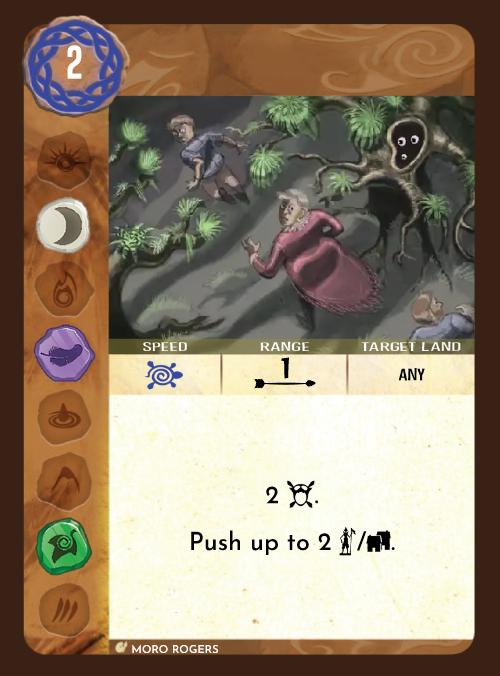 2
SPEED RANGE TARGET LAND
1 ANY
2 .
Push up to 2 / .
MORO ROGERS